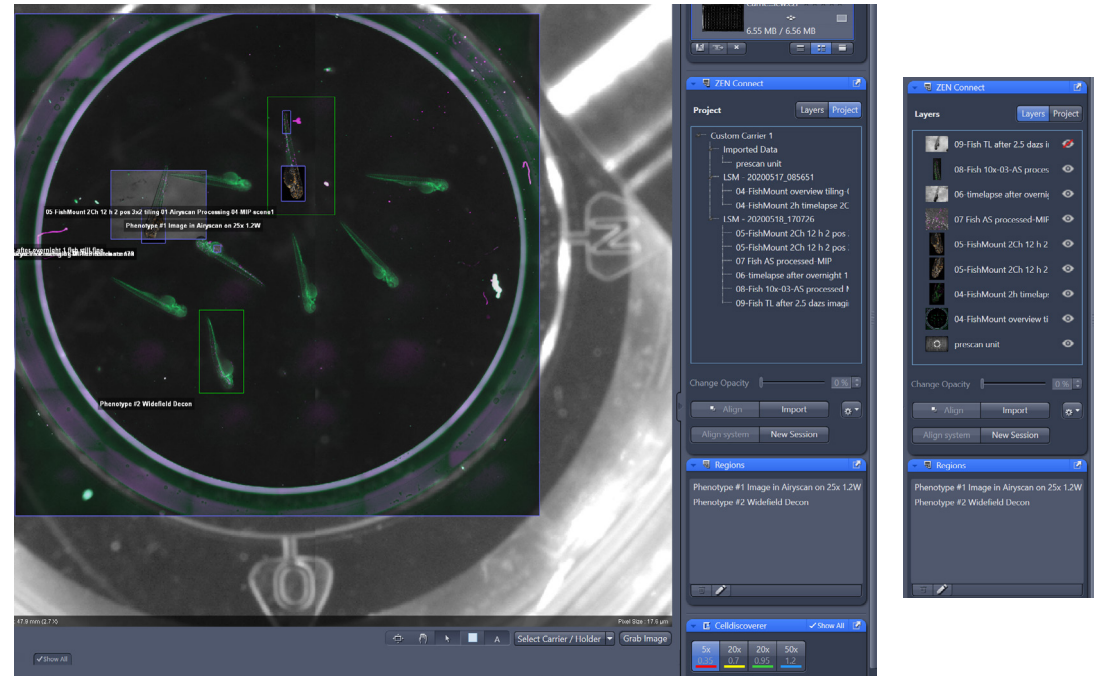 6.55 MB / 6.56 MB
ZEN Connect
Project
Layers
Project
Custom Carrier 1
Imported Data
prescan unit
LSM - 20200517_085651
04-FishMount overview tiling-(
04-FishMount 2h timelapse 2C
LSM - 20200518_170726
05-FishMount 2Ch 12 h 2 pos
05-FishMount 2Ch 12 h 2 pos
07 Fish AS processed-MIP
06-timelapse after overnight 1
08-Fish 10x-03-AS processed
09-Fish TL after 2.5 dazs imagi
Change Opacity
0 %
Align
Import
Align system
New Session
Regions
Phenotype #1 Image in Airyscan on 25x 1.2W
Phenotype #2 Widefield Decon
Celldiscoverer
Show All
5x
0.35
20x
0.7
20x
0.95
50x
1.2
05-FishMount 2Ch 12 h 2 pos 3x2 tiling 01-Airyscan Processing 04-MIP scene1
Phenotype #1 Image in Airyscan on 25x 1.2W
after overnight 1 fish still fine
Phenotype #2 Widefield Decon
Z
O
47.9 mm (2.7 X)
Pixel Size : 17.8 µm
A
Select Carrier / Holder
Grab Image
Show All
ZEN Connect
Layers
Layers
Project
09-Fish TL after 2.5 dazs i
08-Fish 10x-03-AS proces
06-timelapse after overni
07 Fish AS processed-MIF
05-FishMount 2Ch 12 h 2
05-FishMount 2Ch 12 h 2
04-FishMount 2h timelap
04-FishMount overview ti
prescan unit
Change Opacity
0 %
Align
Import
Align system
New Session
Regions
Phenotype #1 Image in Airyscan on 25x 1.2W
Phenotype #2 Widefield Decon